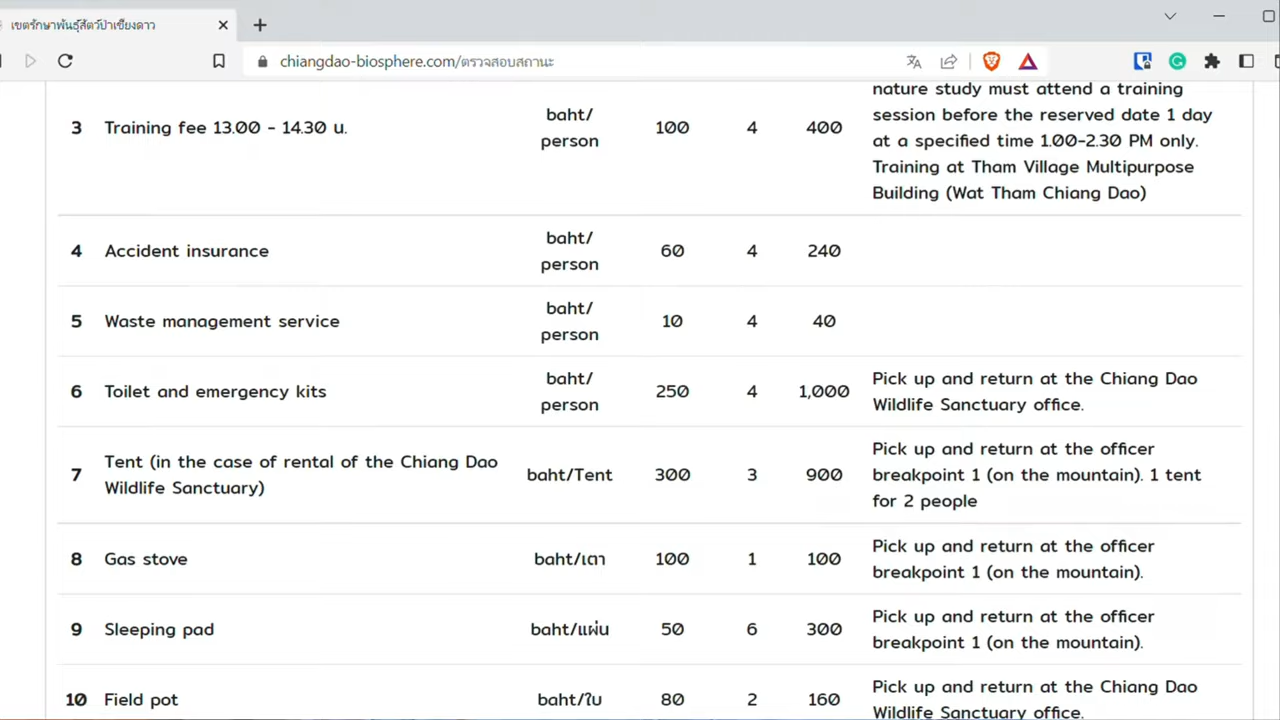 เขตรักษาพันธุ์สัตว์ป่าเชียงดาว
chiangdao-biosphere.com/ตรวจสอบสถานะ
nature study must attend a training
3 Training fee 13.00 - 14.30 น. baht/ person 100 4 400 session before the reserved date 1 day
at a specified time 1.00-2.30 PM only.
Training at Tham Village Multipurpose
Building (Wat Tham Chiang Dao)
4 Accident insurance baht/ person 60 4 240
5 Waste management service baht/ person 10 4 40
6 Toilet and emergency kits baht/ person 250 4 1,000 Pick up and return at the Chiang Dao
Wildlife Sanctuary office.
7 Tent (in the case of rental of the Chiang Dao
Wildlife Sanctuary) baht/Tent 300 3 900 Pick up and return at the officer
breakpoint 1 (on the mountain). 1 tent
for 2 people
8 Gas stove baht/เตา 100 1 100 Pick up and return at the officer
breakpoint 1 (on the mountain).
9 Sleeping pad baht/แผ่น 50 6 300 Pick up and return at the officer
breakpoint 1 (on the mountain).
10 Field pot baht/ใบ 80 2 160 Pick up and return at the Chiang Dao
Wildlife Sanctuary office.